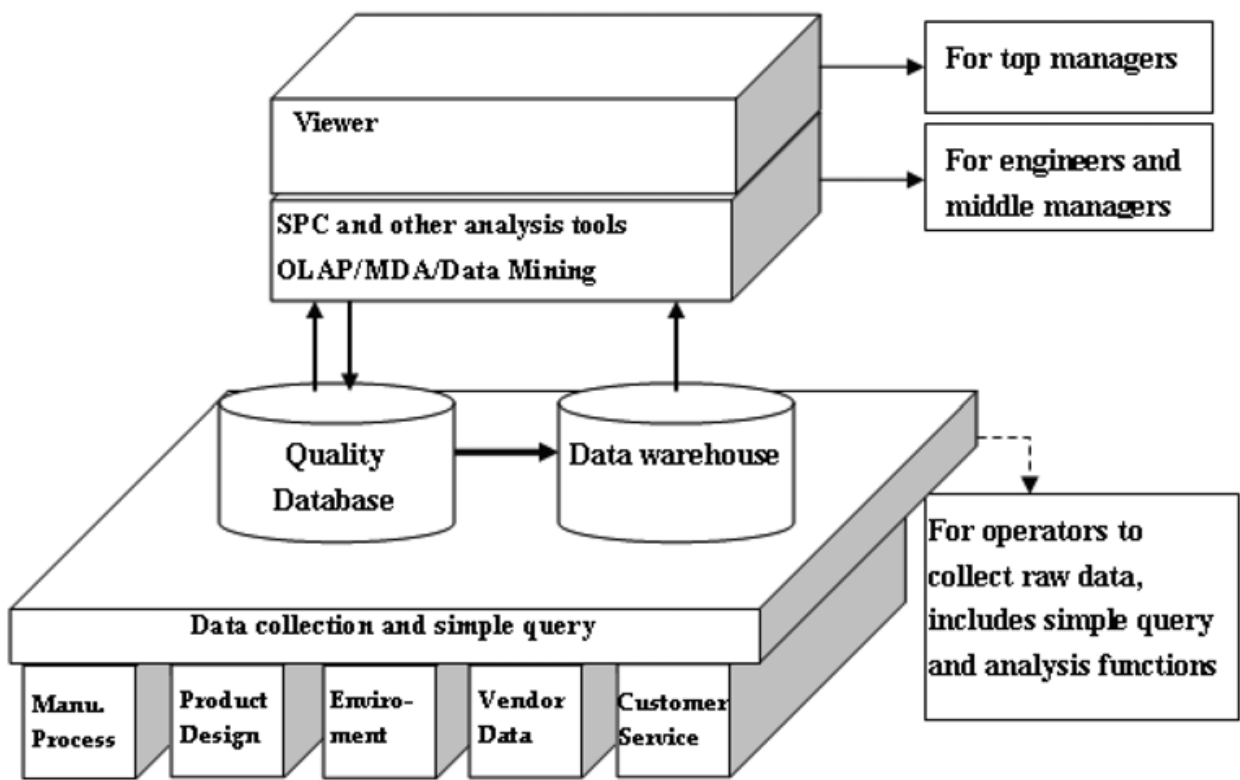 For top managers
Viewer
For engineers and
middle managers
SPC and other analysis tools
OLAP/MDA/Data Mining
Quality
Database
Data warehouse
For operators to
collect raw data,
includes simple query
and analysis functions
Data collection and simple query
Manu.
Process
Product
Design
Enviro-
ment
Vendor
Data
Customer
Service